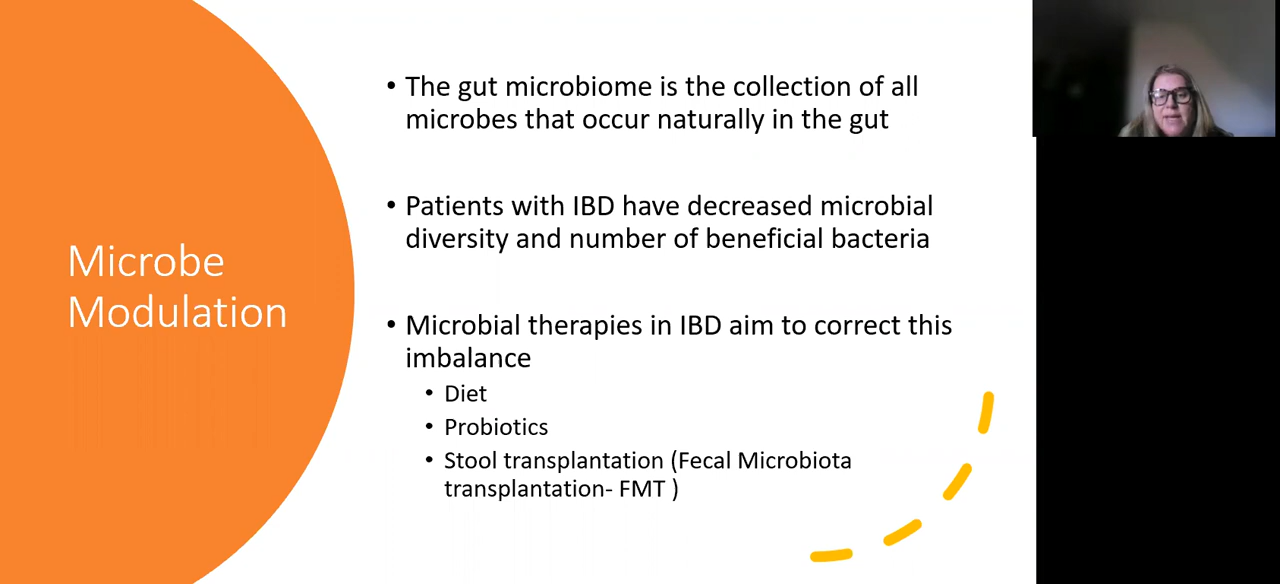 Microbe
Modulation
• The gut microbiome is the collection of all
microbes that occur naturally in the gut
• Patients with IBD have decreased microbial
diversity and number of beneficial bacteria
• Microbial therapies in IBD aim to correct this
imbalance
• Diet
• Probiotics
• Stool transplantation (Fecal Microbiota
transplantation- FMT )